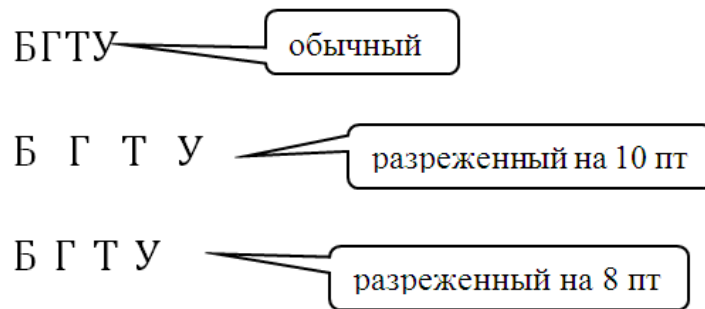 БГТУ
обычный
Б Г Т У
разреженный на 10 пт
Б Г Т У
разреженный на 8 пт